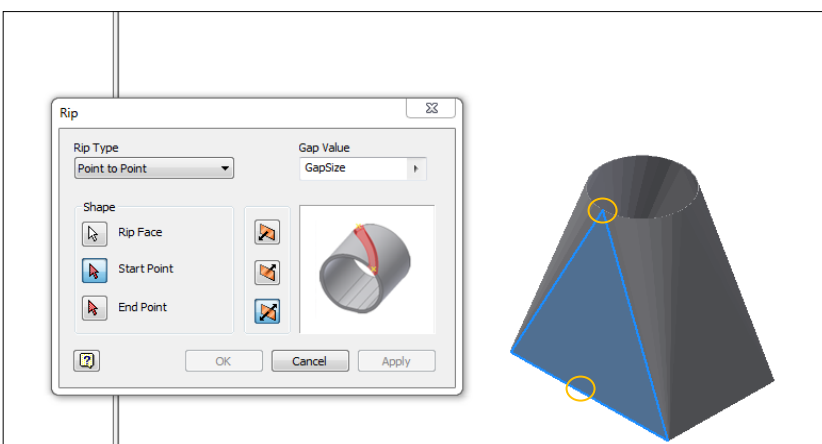 Rip
Rip Type
Gap Value
Point to Point
GapSize
Shape
Rip Face
Start Point
End Point
OK
Cancel
Apply